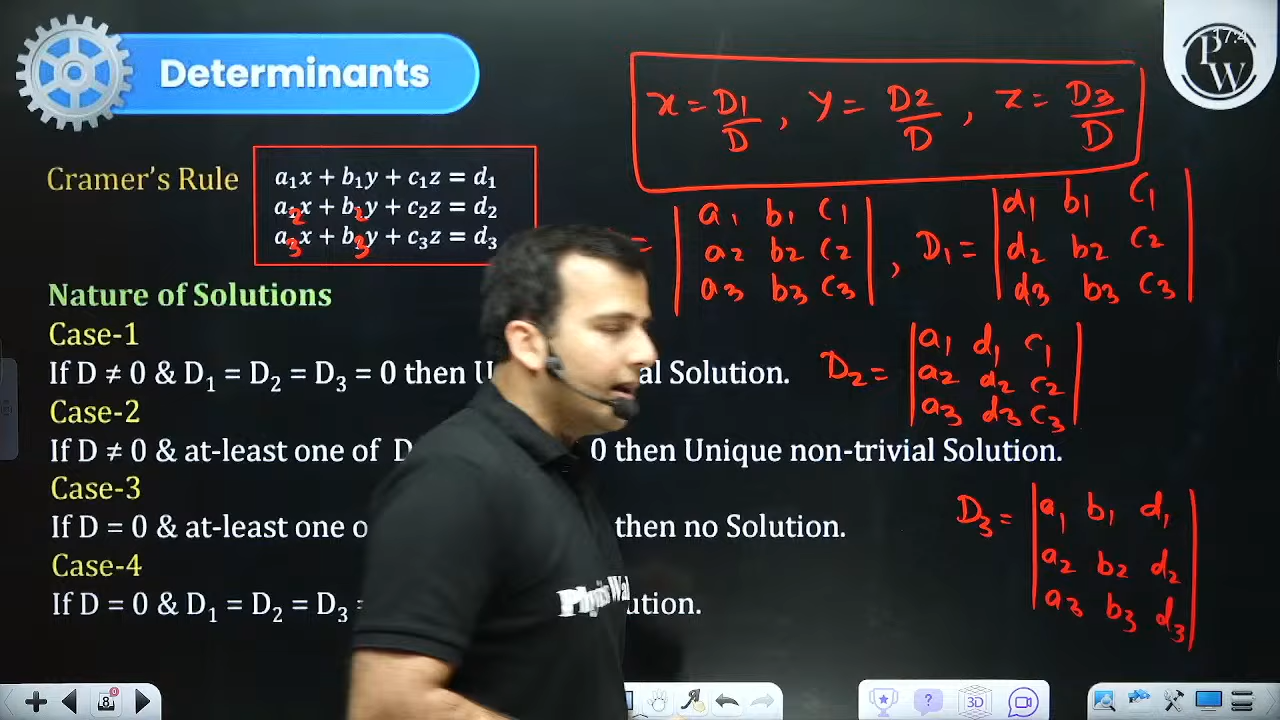 Determinants
17:4
PW
x = D1/D , y = D2/D , z = D3/D
Cramer's Rule
a₁x + b₁y + c₁z = d₁
a₂x + b₂y + c₂z = d₂
a₃x + b₃y + c₃z = d₃
= | a₁ b₁ c₁ |
| a₂ b₂ c₂ |
| a₃ b₃ c₃ |
, D₁ = | d₁ b₁ c₁ |
| d₂ b₂ c₂ |
| d₃ b₃ c₃ |
Nature of Solutions
Case-1
If D ≠ 0 & D₁ = D₂ = D₃ = 0 then Solution.
D₂ = | a₁ d₁ c₁ |
| a₂ d₂ c₂ |
| a₃ d₃ c₃ |
Case-2
If D ≠ 0 & at-least one of D 0 then Unique non-trivial Solution.
Case-3
If D = 0 & at-least one then no Solution.
D₃ = | a₁ b₁ d₁ |
| a₂ b₂ d₂ |
| a₃ b₃ d₃ |
Case-4
If D = 0 & D₁ = D₂ = D₃ =
8
0
3D